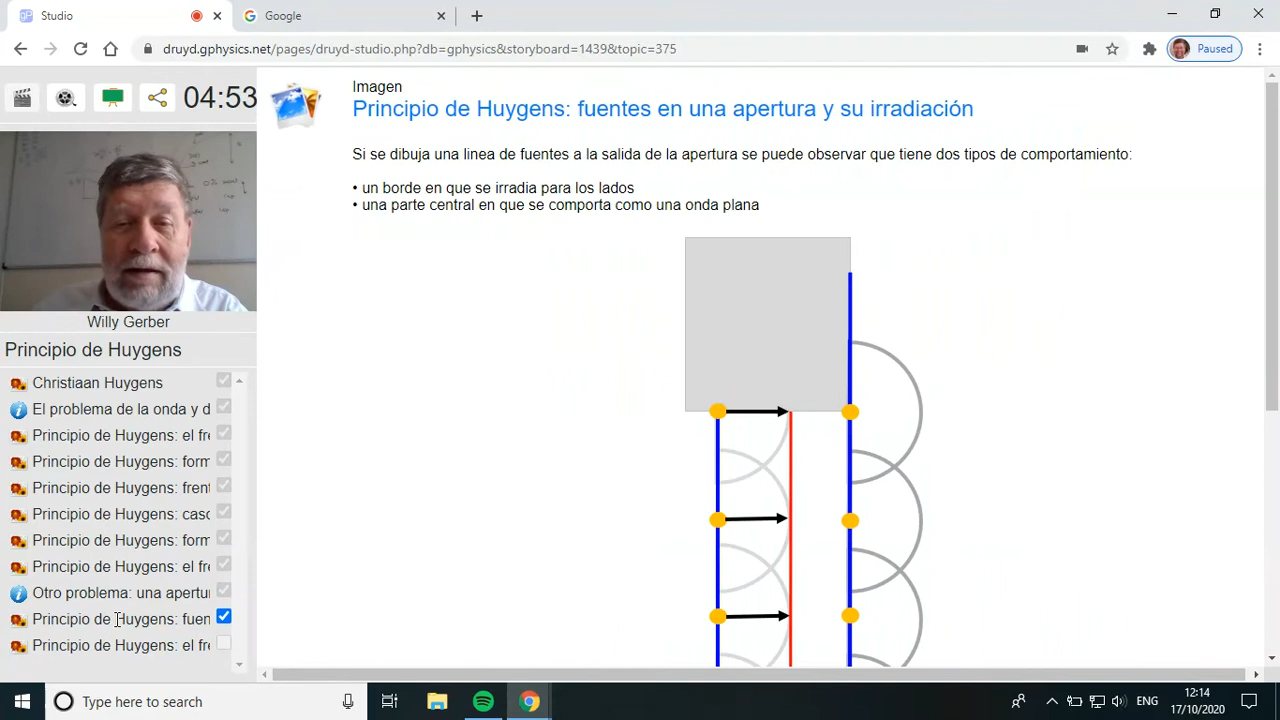 Studio
Google
druyd.gphysics.net/pages/druyd-studio.php?db=gphysics&storyboard=1439&topic=375
Paused
04:53
Willy Gerber
Principio de Huygens
Christiaan Huygens
El problema de la onda y d
Principio de Huygens: el fre
Principio de Huygens: form
Principio de Huygens: frent
Principio de Huygens: caso
Principio de Huygens: form
Principio de Huygens: el fre
Otro problema: una apertur
Principio de Huygens: fuen
Principio de Huygens: el fre
Imagen
Principio de Huygens: fuentes en una apertura y su irradiación
Si se dibuja una linea de fuentes a la salida de la apertura se puede observar que tiene dos tipos de comportamiento:
• un borde en que se irradia para los lados
• una parte central en que se comporta como una onda plana
Type here to search
ENG
12:14
17/10/2020